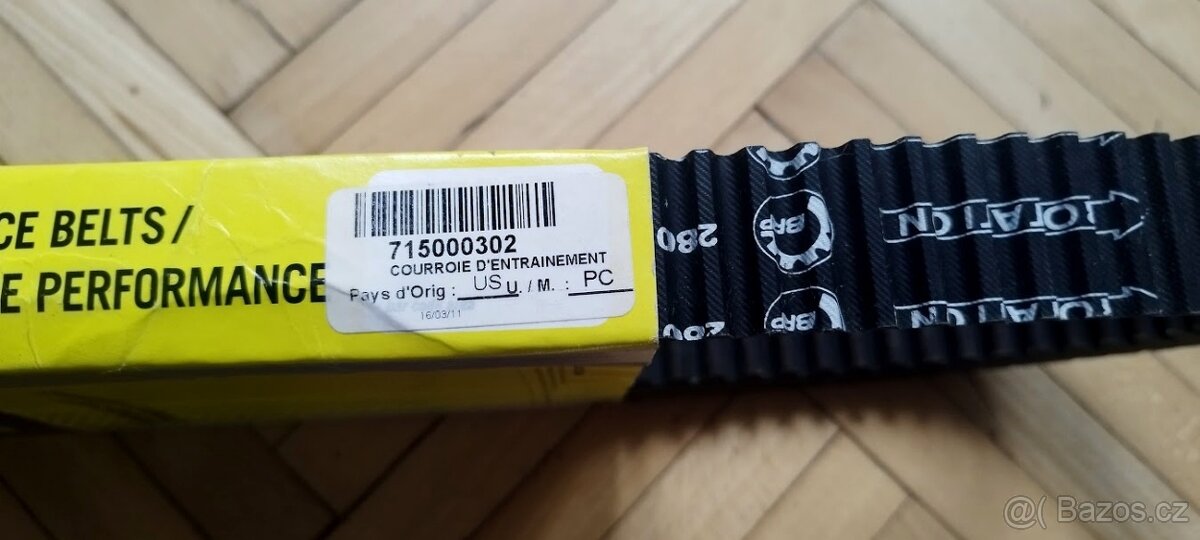 CE BELTS/
E PERFORMANCE
715000302
COURROIE D'ENTRAINEMENT
Pays d'Orig : US U. / M. : PC
16/03/11
280
BRP
ROTATION
280
BRP
ROTATION
@( Bazos.cz